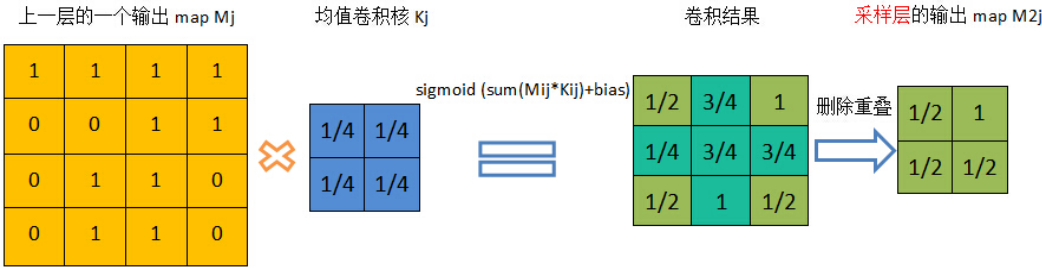 上一层的一个输出 map Mj
均值卷积核 Kj
卷积结果
采样层的输出 map M2j
1 1 1 1
0 0 1 1
0 1 1 0
0 1 1 0
1/4 1/4
1/4 1/4
sigmoid (sum(Mij*Kij)+bias)
1/2 3/4 1
1/4 3/4 3/4
1/2 1 1/2
删除重叠
1/2 1
1/2 1/2